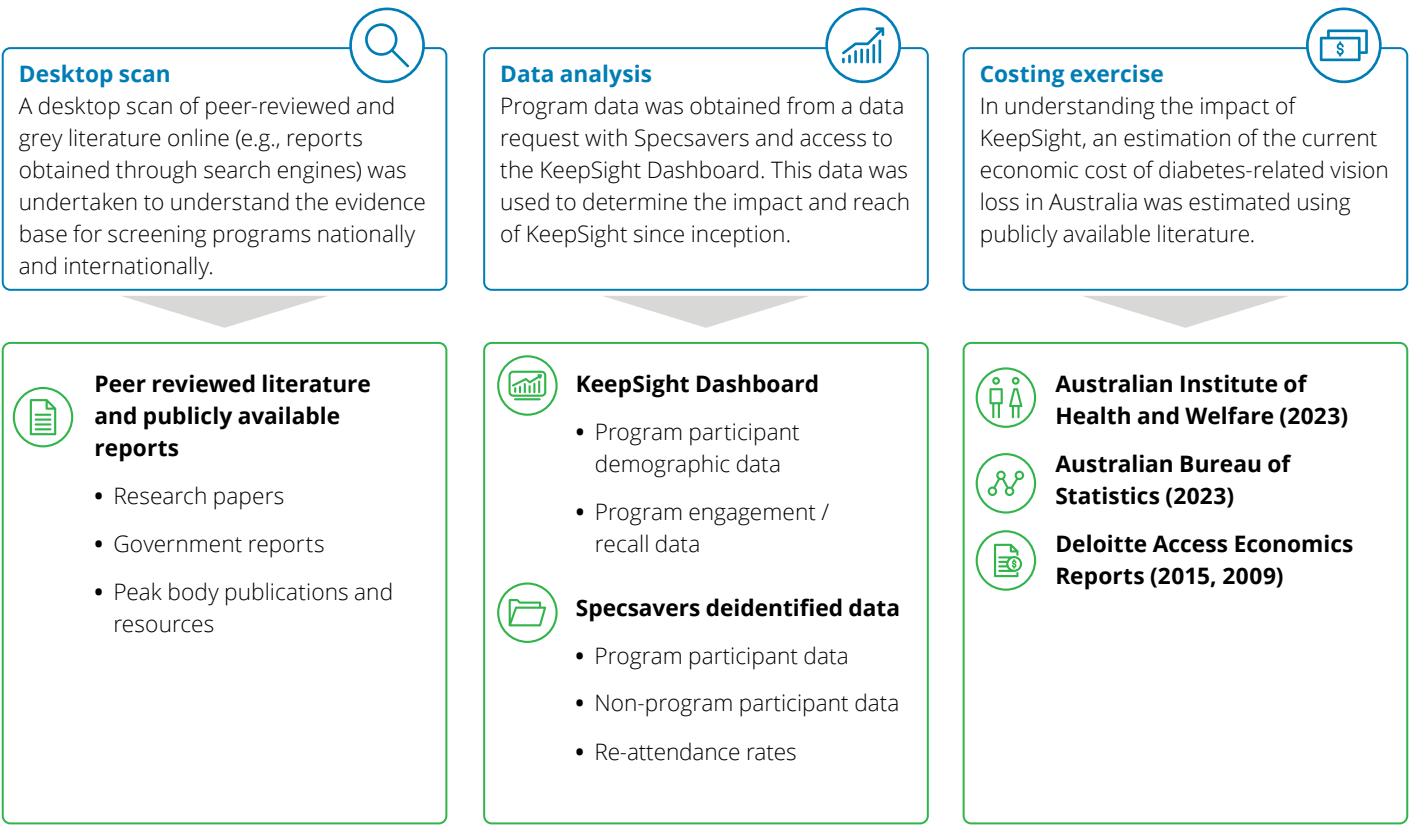 Desktop scan
A desktop scan of peer-reviewed and
grey literature online (e.g., reports
obtained through search engines) was
undertaken to understand the evidence
base for screening programs nationally
and internationally.
Peer reviewed literature
and publicly available
reports
• Research papers
• Government reports
• Peak body publications and
resources
Data analysis
Program data was obtained from a data
request with Specsavers and access to
the KeepSight Dashboard. This data was
used to determine the impact and reach
of KeepSight since inception.
KeepSight Dashboard
• Program participant
demographic data
• Program engagement /
recall data
Specsavers deidentified data
• Program participant data
• Non-program participant data
• Re-attendance rates
Costing exercise
In understanding the impact of
KeepSight, an estimation of the current
economic cost of diabetes-related vision
loss in Australia was estimated using
publicly available literature.
Australian Institute of
Health and Welfare (2023)
Australian Bureau of
Statistics (2023)
Deloitte Access Economics
Reports (2015, 2009)